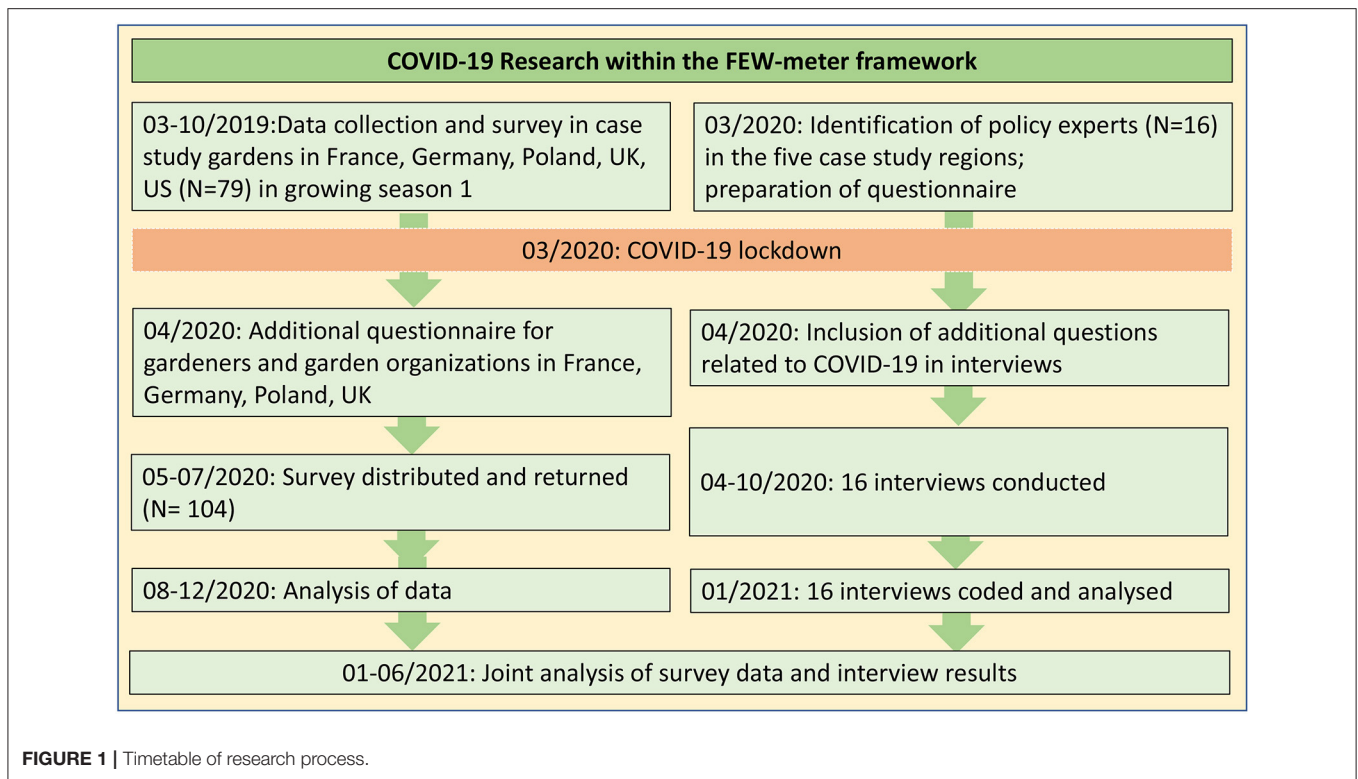 COVID-19 Research within the FEW-meter framework
03-10/2019:Data collection and survey in case
study gardens in France, Germany, Poland, UK,
US (N=79) in growing season 1
03/2020: Identification of policy experts (N=16)
in the five case study regions;
preparation of questionnaire
03/2020: COVID-19 lockdown
04/2020: Additional questionnaire for
gardeners and garden organizations in France,
Germany, Poland, UK
04/2020: Inclusion of additional questions
related to COVID-19 in interviews
05-07/2020: Survey distributed and returned
(N= 104)
04-10/2020: 16 interviews conducted
08-12/2020: Analysis of data
01/2021: 16 interviews coded and analysed
01-06/2021: Joint analysis of survey data and interview results
FIGURE 1 | Timetable of research process.